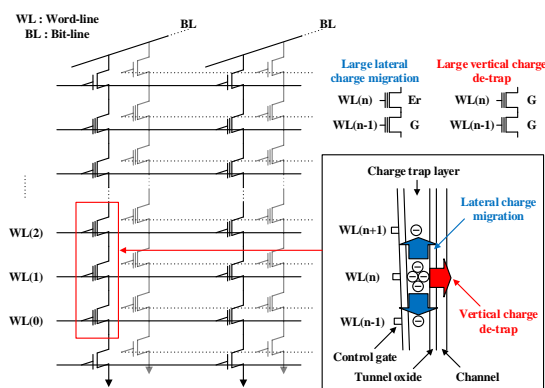 WL : Word-line
BL : Bit-line
BL
BL
Large lateral
charge migration
Large vertical charge
de-trap
WL(n)
Er
WL(n)
G
WL(n-1)
G
WL(n-1)
G
Charge trap layer
Lateral charge
migration
WL(n+1)
WL(2)
WL(1)
WL(n)
WL(0)
Vertical charge
de-trap
WL(n-1)
Control gate
Tunnel oxide
Channel